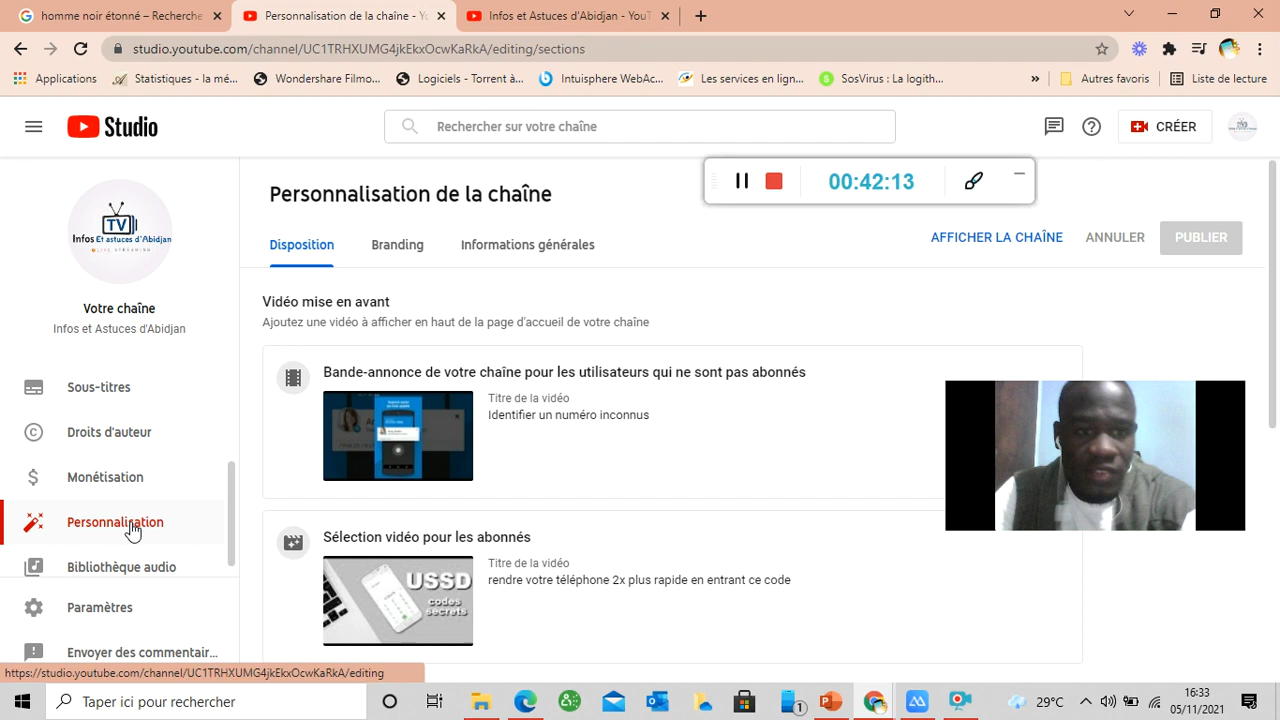 homme noir étonné - Recherche
Personnalisation de la chaîne - Yo
Infos et Astuces d'Abidjan - YouT
studio.youtube.com/channel/UC1TRHXUMG4jkEkxOcwKaRkA/editing/sections
Applications
Statistiques - la mé...
Wondershare Filmo...
Logiciels - Torrent à...
Intuisphere WebAc...
Les services en lign...
SosVirus : La logith...
»
Autres favoris
Liste de lecture
Studio
Rechercher sur votre chaîne
CRÉER
00:42:13
Personnalisation de la chaîne
Disposition
Branding
Informations générales
AFFICHER LA CHAÎNE
ANNULER
PUBLIER
TV
Infos Et astuces d'Abidjan
LIVE STREAMING
Votre chaîne
Infos et Astuces d'Abidjan
Sous-titres
Droits d'auteur
Monétisation
Personnalisation
Bibliothèque audio
Paramètres
Envoyer des commentair...
Vidéo mise en avant
Ajoutez une vidéo à afficher en haut de la page d'accueil de votre chaîne
Bande-annonce de votre chaîne pour les utilisateurs qui ne sont pas abonnés
Titre de la vidéo
Identifier un numéro inconnus
Sélection vidéo pour les abonnés
Titre de la vidéo
rendre votre téléphone 2x plus rapide en entrant ce code
USSD
codes
secrets
https://studio.youtube.com/channel/UC1TRHXUMG4jkEkxOcwKaRkA/editing
Taper ici pour rechercher
1
29°C
16:33
05/11/2021